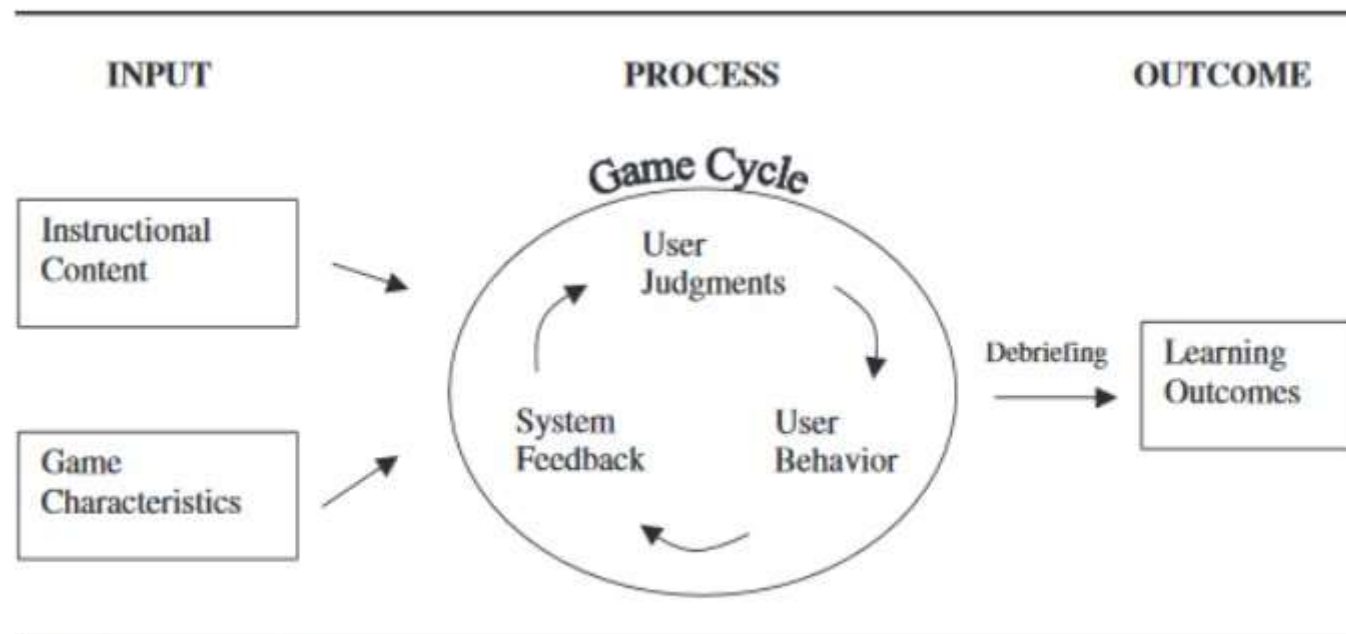 INPUT
PROCESS
OUTCOME
Game Cycle
Instructional
Content
Game
Characteristics
User
Judgments
User
Behavior
System
Feedback
Debriefing
Learning
Outcomes